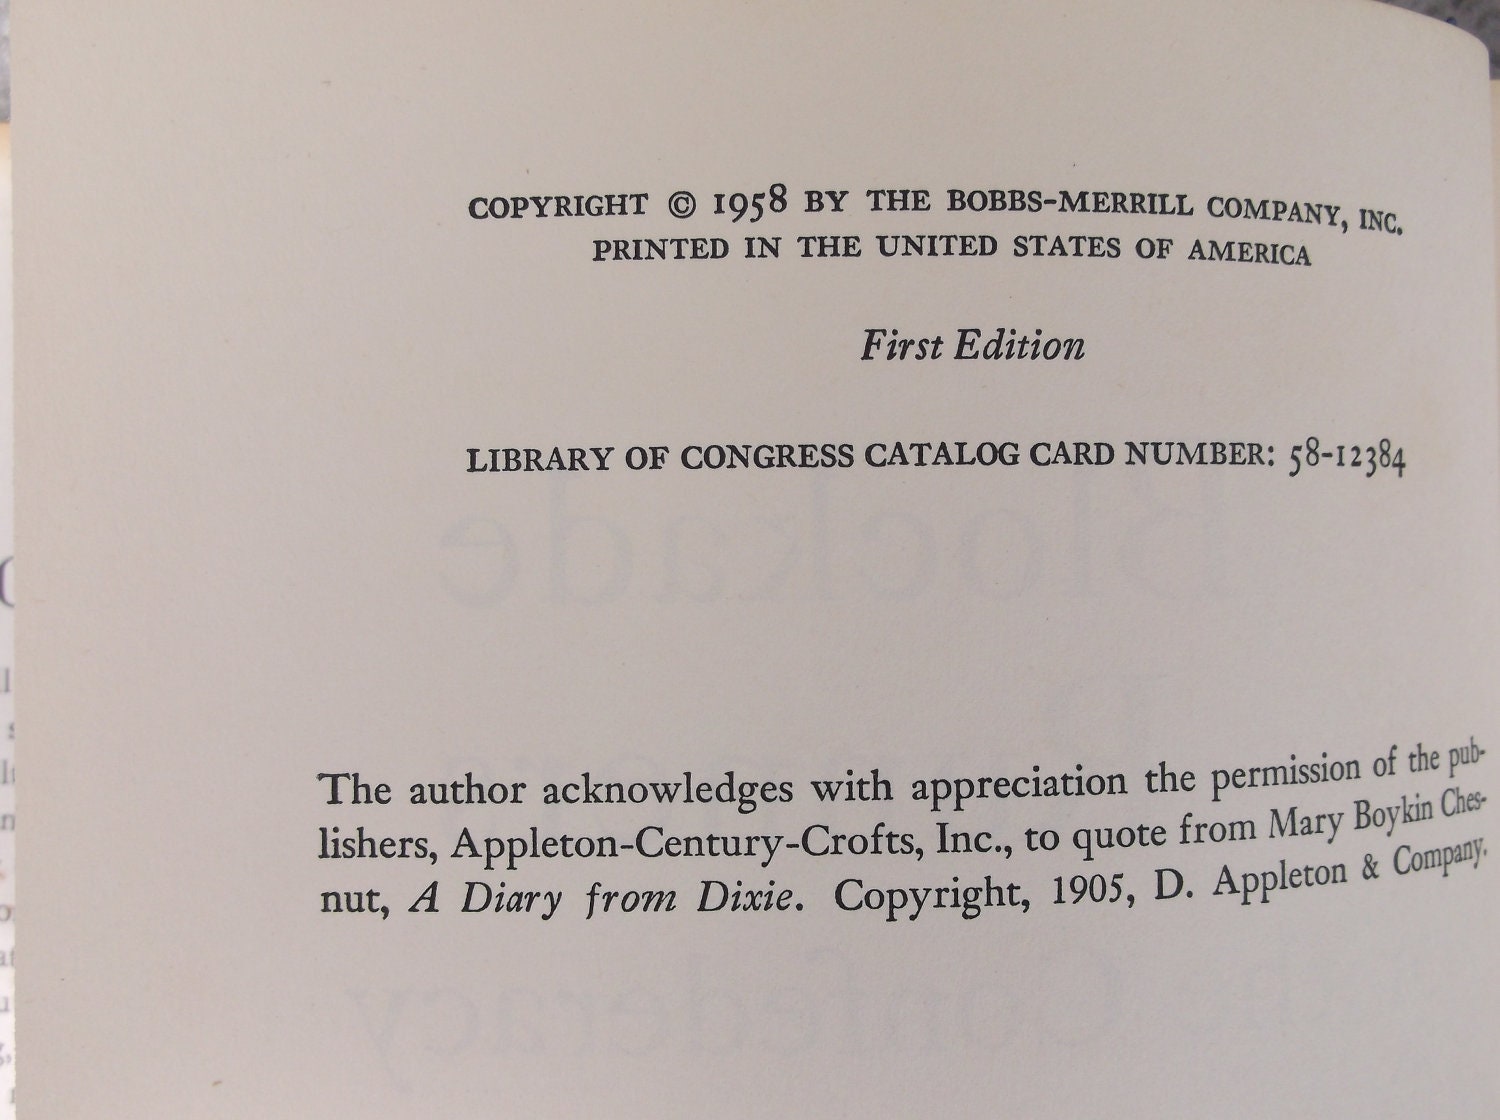 COPYRIGHT © 1958 BY THE BOBBS-MERRILL COMPANY, INC.
PRINTED IN THE UNITED STATES OF AMERICA
First Edition
LIBRARY OF CONGRESS CATALOG CARD NUMBER: 58-12384
Blockade
The author acknowledges with appreciation the permission of the pub-
lishers, Appleton-Century-Crofts, Inc., to quote from Mary Boykin Ches-
nut, A Diary from Dixie. Copyright, 1905, D. Appleton & Company.
Confederacy